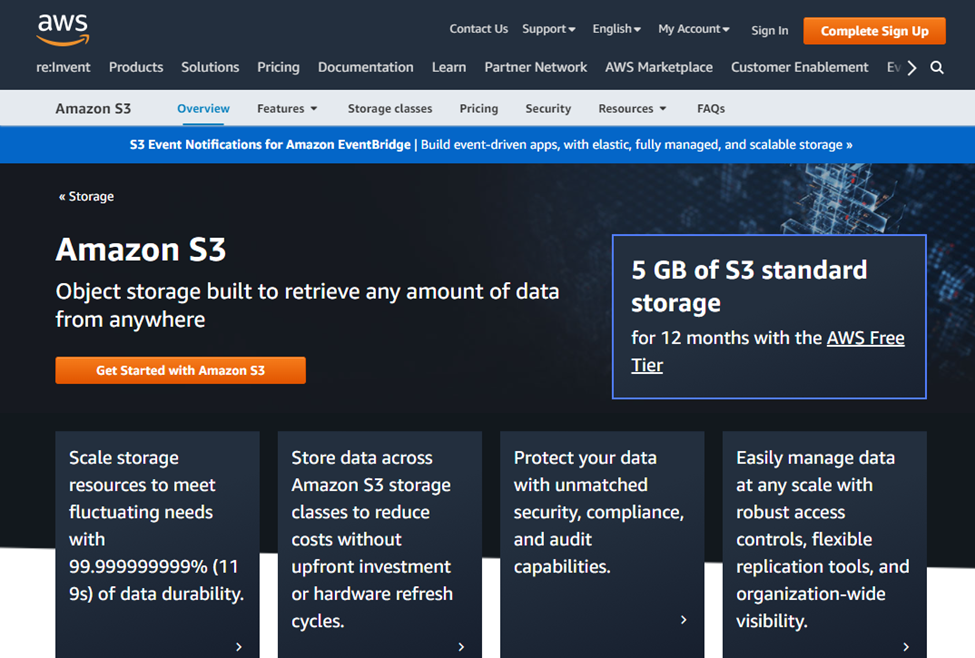 aws
Contact Us Support English My Account Sign In Complete Sign Up
re:Invent Products Solutions Pricing Documentation Learn Partner Network AWS Marketplace Customer Enablement Ev
Amazon S3 Overview Features Storage classes Pricing Security Resources FAQs
S3 Event Notifications for Amazon EventBridge | Build event-driven apps, with elastic, fully managed, and scalable storage »
« Storage
Amazon S3
Object storage built to retrieve any amount of data
from anywhere
Get Started with Amazon S3
5 GB of S3 standard
storage
for 12 months with the AWS Free
Tier
Scale storage
resources to meet
fluctuating needs
with
99.999999999% (11
9s) of data durability.
Store data across
Amazon S3 storage
classes to reduce
costs without
upfront investment
or hardware refresh
cycles.
Protect your data
with unmatched
security, compliance,
and audit
capabilities.
Easily manage data
at any scale with
robust access
controls, flexible
replication tools, and
organization-wide
visibility.